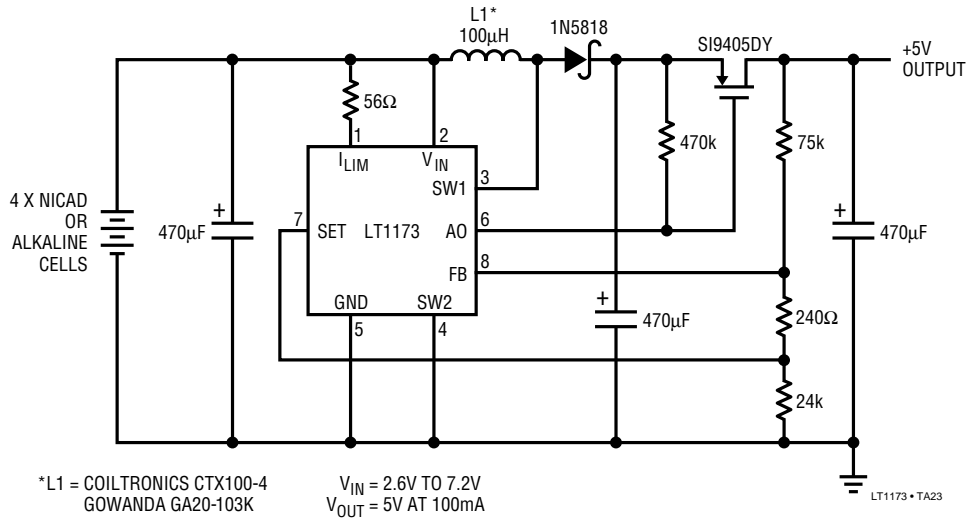 L1*
100µH
1N5818
SI9405DY
+5V
OUTPUT
56Ω
470k
75k
1
2
I_LIM
V_IN
SW1
3
4 X NICAD
OR
ALKALINE
CELLS
+
470µF
7
SET
LT1173
AO
6
+
470µF
FB
8
GND
SW2
5
4
+
470µF
240Ω
24k
*L1 = COILTRONICS CTX100-4
GOWANDA GA20-103K
V_IN = 2.6V TO 7.2V
V_OUT = 5V AT 100mA
LT1173 • TA23